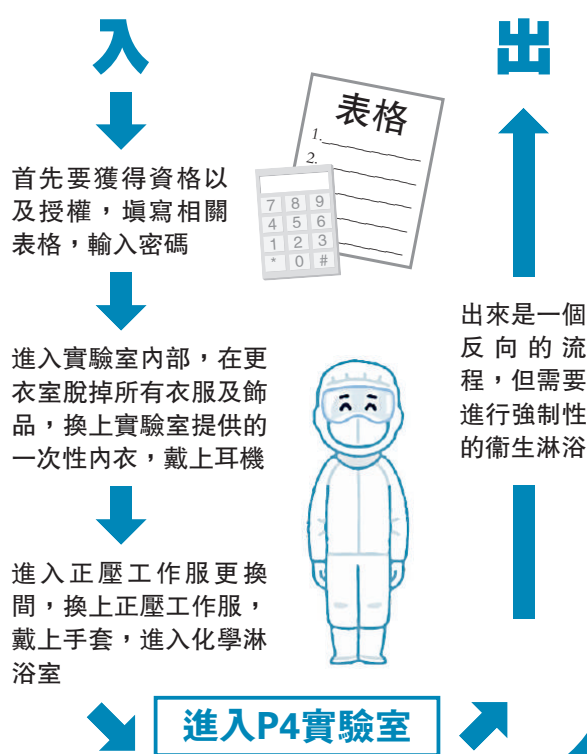 入
首先要獲得資格以
及授權，填寫相關
表格，輸入密碼
表格
1.
2.
7 8 9
4 5 6
1 2 3
* 0 #
進入實驗室內部，在更
衣室脫掉所有衣服及飾
品，換上實驗室提供的
一次性內衣，戴上耳機
進入正壓工作服更換
間，換上正壓工作服，
戴上手套，進入化學淋
浴室
進入P4實驗室
出來是一個
反向的流
程，但需要
進行強制性
的衞生淋浴
出